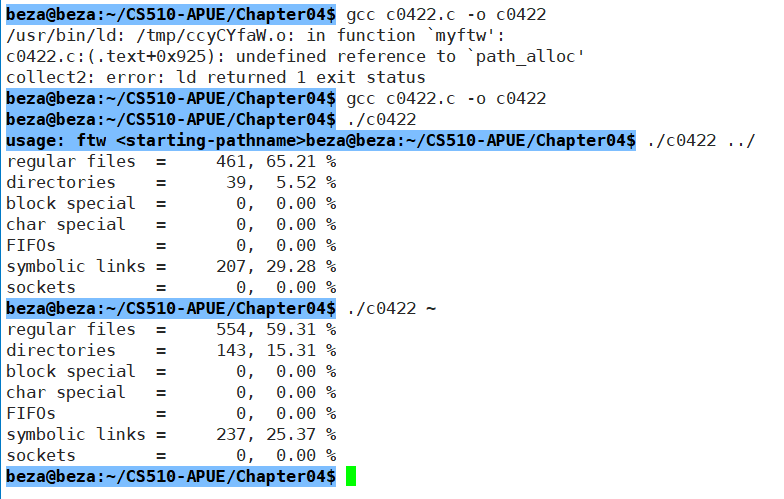 beza@beza:~/CS510-APUE/Chapter04$ gcc c0422.c -o c0422
/usr/bin/ld: /tmp/ccyCYfaW.o: in function `myftw':
c0422.c:(.text+0x925): undefined reference to `path_alloc'
collect2: error: ld returned 1 exit status
beza@beza:~/CS510-APUE/Chapter04$ gcc c0422.c -o c0422
beza@beza:~/CS510-APUE/Chapter04$ ./c0422
usage: ftw <starting-pathname>beza@beza:~/CS510-APUE/Chapter04$ ./c0422 ../
regular files  =     461, 65.21 %
directories    =      39,  5.52 %
block special  =       0,  0.00 %
char special   =       0,  0.00 %
FIFOs          =       0,  0.00 %
symbolic links =     207, 29.28 %
sockets        =       0,  0.00 %
beza@beza:~/CS510-APUE/Chapter04$ ./c0422 ~
regular files  =     554, 59.31 %
directories    =     143, 15.31 %
block special  =       0,  0.00 %
char special   =       0,  0.00 %
FIFOs          =       0,  0.00 %
symbolic links =     237, 25.37 %
sockets        =       0,  0.00 %
beza@beza:~/CS510-APUE/Chapter04$